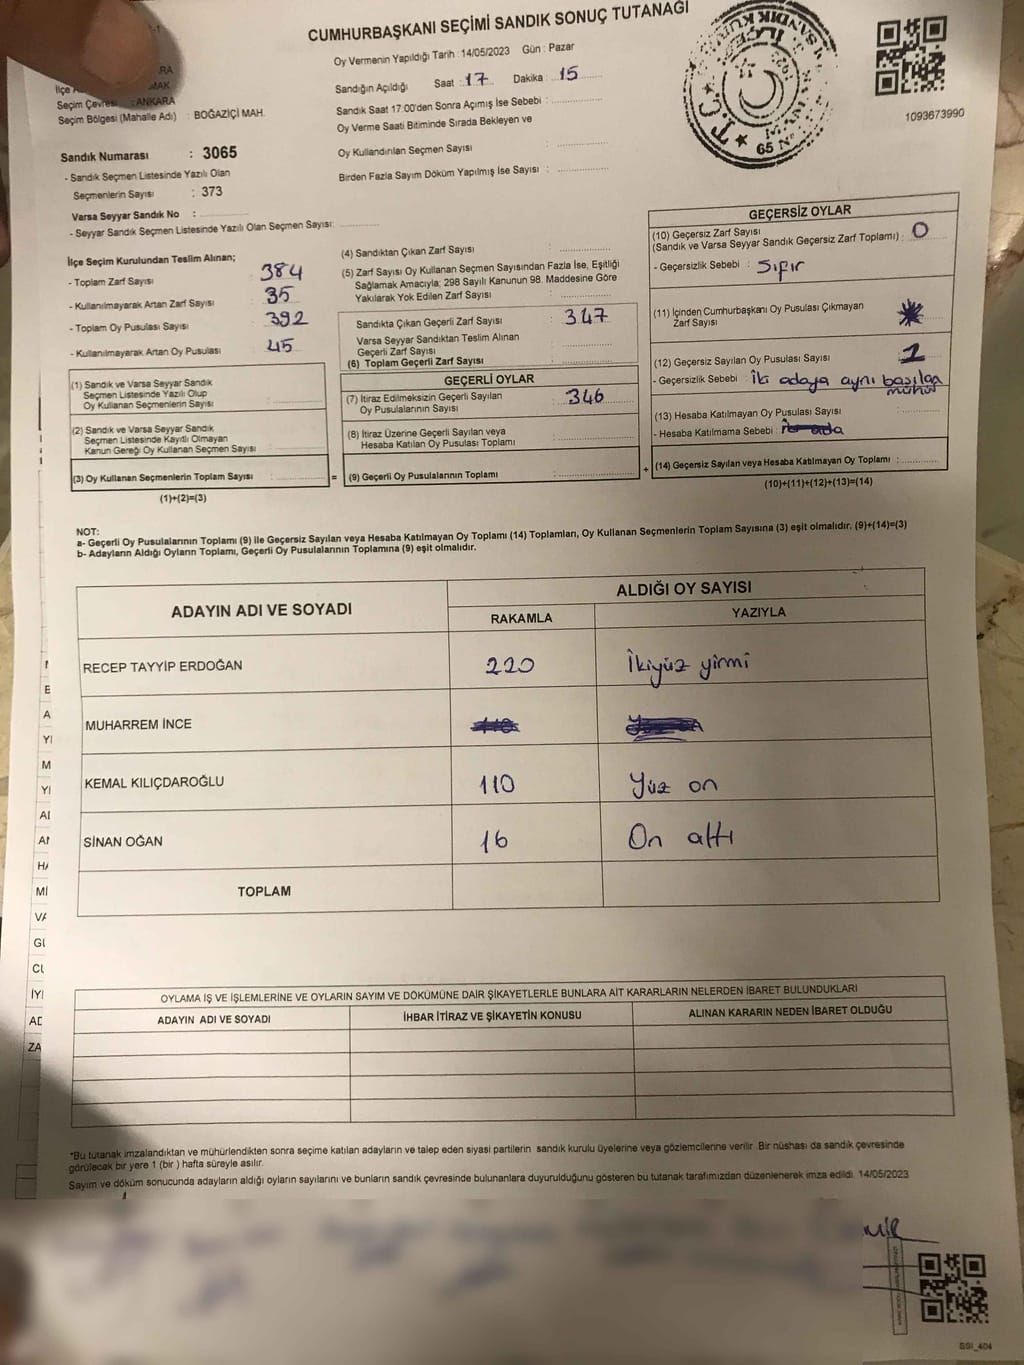 CUMHURBAŞKANI SEÇİMİ SANDIK SONUÇ TUTANAĞI
Oy Vermenin Yapıldığı Tarih : 14/05/2023 Gün : Pazar
Sandığın Açıldığı Saat : 17 Dakika : 15
Sandık Saat 17:00'den Sonra Açımış İse Sebebi :
Oy Verme Saati Bitiminde Sırada Bekleyen ve
Oy Kullandırılan Seçmen Sayısı :
Birden Fazla Sayım Döküm Yapılmış İse Sayısı :
RA
İlçe A MAK
Seçim Çevresi : ANKARA
Seçim Bölgesi (Mahalle Adı) : BOĞAZİÇİ MAH.
Sandık Numarası : 3065
- Sandık Seçmen Listesinde Yazılı Olan
Seçmenlerin Sayısı : 373
Varsa Seyyar Sandık No :
- Seyyar Sandık Seçmen Listesinde Yazılı Olan Seçmen Sayısı:
T.C.
65 N
1093673990
İlçe Seçim Kurulundan Teslim Alınan;
- Toplam Zarf Sayısı : 384
- Kullanılmayarak Artan Zarf Sayısı : 35
- Toplam Oy Pusulası Sayısı : 392
- Kullanılmayarak Artan Oy Pusulası : 45
(1) Sandık ve Varsa Seyyar Sandık
Seçmen Listesinde Yazılı Olup
Oy Kullanan Seçmenlerin Sayısı :
(2) Sandık ve Varsa Seyyar Sandık
Seçmen Listesinde Kayıtlı Olmayan
Kanun Gereği Oy Kullanan Seçmen Sayısı :
(3) Oy Kullanan Seçmenlerin Toplam Sayısı :
(1)+(2)=(3)
=
(4) Sandıktan Çıkan Zarf Sayısı :
(5) Zarf Sayısı Oy Kullanan Seçmen Sayısından Fazla İse, Eşitliği
Sağlamak Amacıyla; 298 Sayılı Kanunun 98. Maddesine Göre
Yakılarak Yok Edilen Zarf Sayısı :
Sandıkta Çıkan Geçerli Zarf Sayısı : 347
Varsa Seyyar Sandıktan Teslim Alınan
Geçerli Zarf Sayısı :
(6) Toplam Geçerli Zarf Sayısı :
GEÇERLİ OYLAR
(7) İtiraz Edilmeksizin Geçerli Sayılan
Oy Pusulalarının Sayısı : 346
(8) İtiraz Üzerine Geçerli Sayılan veya
Hesaba Katılan Oy Pusulası Toplamı :
(9) Geçerli Oy Pusulalarının Toplamı :
+
GEÇERSİZ OYLAR
(10) Geçersiz Zarf Sayısı
(Sandık ve Varsa Seyyar Sandık Geçersiz Zarf Toplamı) : 0
- Geçersizlik Sebebi : Sıfır
(11) İçinden Cumhurbaşkanı Oy Pusulası Çıkmayan
Zarf Sayısı :
(12) Geçersiz Sayılan Oy Pusulası Sayısı : 1
- Geçersizlik Sebebi : İki adaya aynı
mühür
(13) Hesaba Katılmayan Oy Pusulası Sayısı :
- Hesaba Katılmama Sebebi :
(14) Geçersiz Sayılan veya Hesaba Katılmayan Oy Toplamı :
(10)+(11)+(12)+(13)=(14)
NOT:
a- Geçerli Oy Pusulalarının Toplamı (9) ile Geçersiz Sayılan veya Hesaba Katılmayan Oy Toplamı (14) Toplamları, Oy Kullanan Seçmenlerin Toplam Sayısına (3) eşit olmalıdır. (9)+(14)=(3)
b- Adayların Aldığı Oyların Toplamı, Geçerli Oy Pusulalarının Toplamına (9) eşit olmalıdır.
ADAYIN ADI VE SOYADI
ALDIĞI OY SAYISI
RAKAMLA YAZIYLA
RECEP TAYYİP ERDOĞAN 220 İkiyüz yirmi
MUHARREM İNCE
KEMAL KILIÇDAROĞLU 110 Yüz on
SİNAN OĞAN 16 On altı
TOPLAM
E
A
YI
M
YI
Al
Aİ
HA
Mİ
VA
GÜ
CU
İYİ
AD
ZA
OYLAMA İŞ VE İŞLEMLERİNE VE OYLARIN SAYIM VE DÖKÜMÜNE DAİR ŞİKAYETLERLE BUNLARA AİT KARARLARIN NELERDEN İBARET BULUNDUKLARI
ADAYIN ADI VE SOYADI İHBAR İTİRAZ VE ŞİKAYETİN KONUSU ALINAN KARARIN NEDEN İBARET OLDUĞU
*Bu tutanak imzalandıktan ve mühürlendikten sonra seçime katılan adayların ve talep eden siyasi partilerin sandık kurulu üyelerine veya gözlemcilerine verilir. Bir nüshası da sandık çevresinde
görülecek bir yere 1 (bir ) hafta süreyle asılır.
Sayım ve döküm sonucunda adayların aldığı oyların sayılarını ve bunların sandık çevresinde bulunanlara duyurulduğunu gösteren bu tutanak tarafımızdan düzenlenerek imza edildi. 14/05/2023
SSI_404